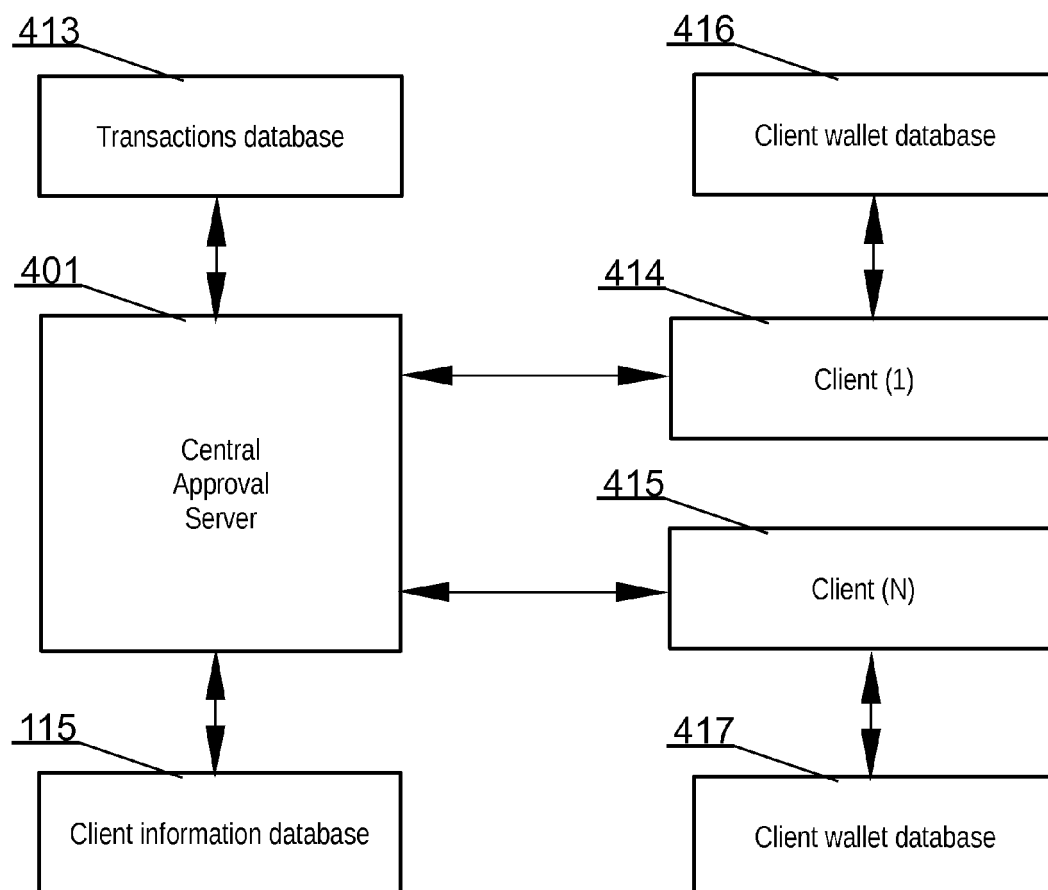 413
Transactions database
416
Client wallet database
401
Central
Approval
Server
414
Client (1)
415
Client (N)
115
Client information database
417
Client wallet database